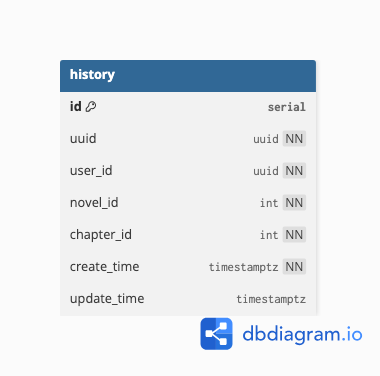 history
id serial
uuid uuid NN
user_id uuid NN
novel_id int NN
chapter_id int NN
create_time timestamptz NN
update_time timestamptz
dbdiagram.io